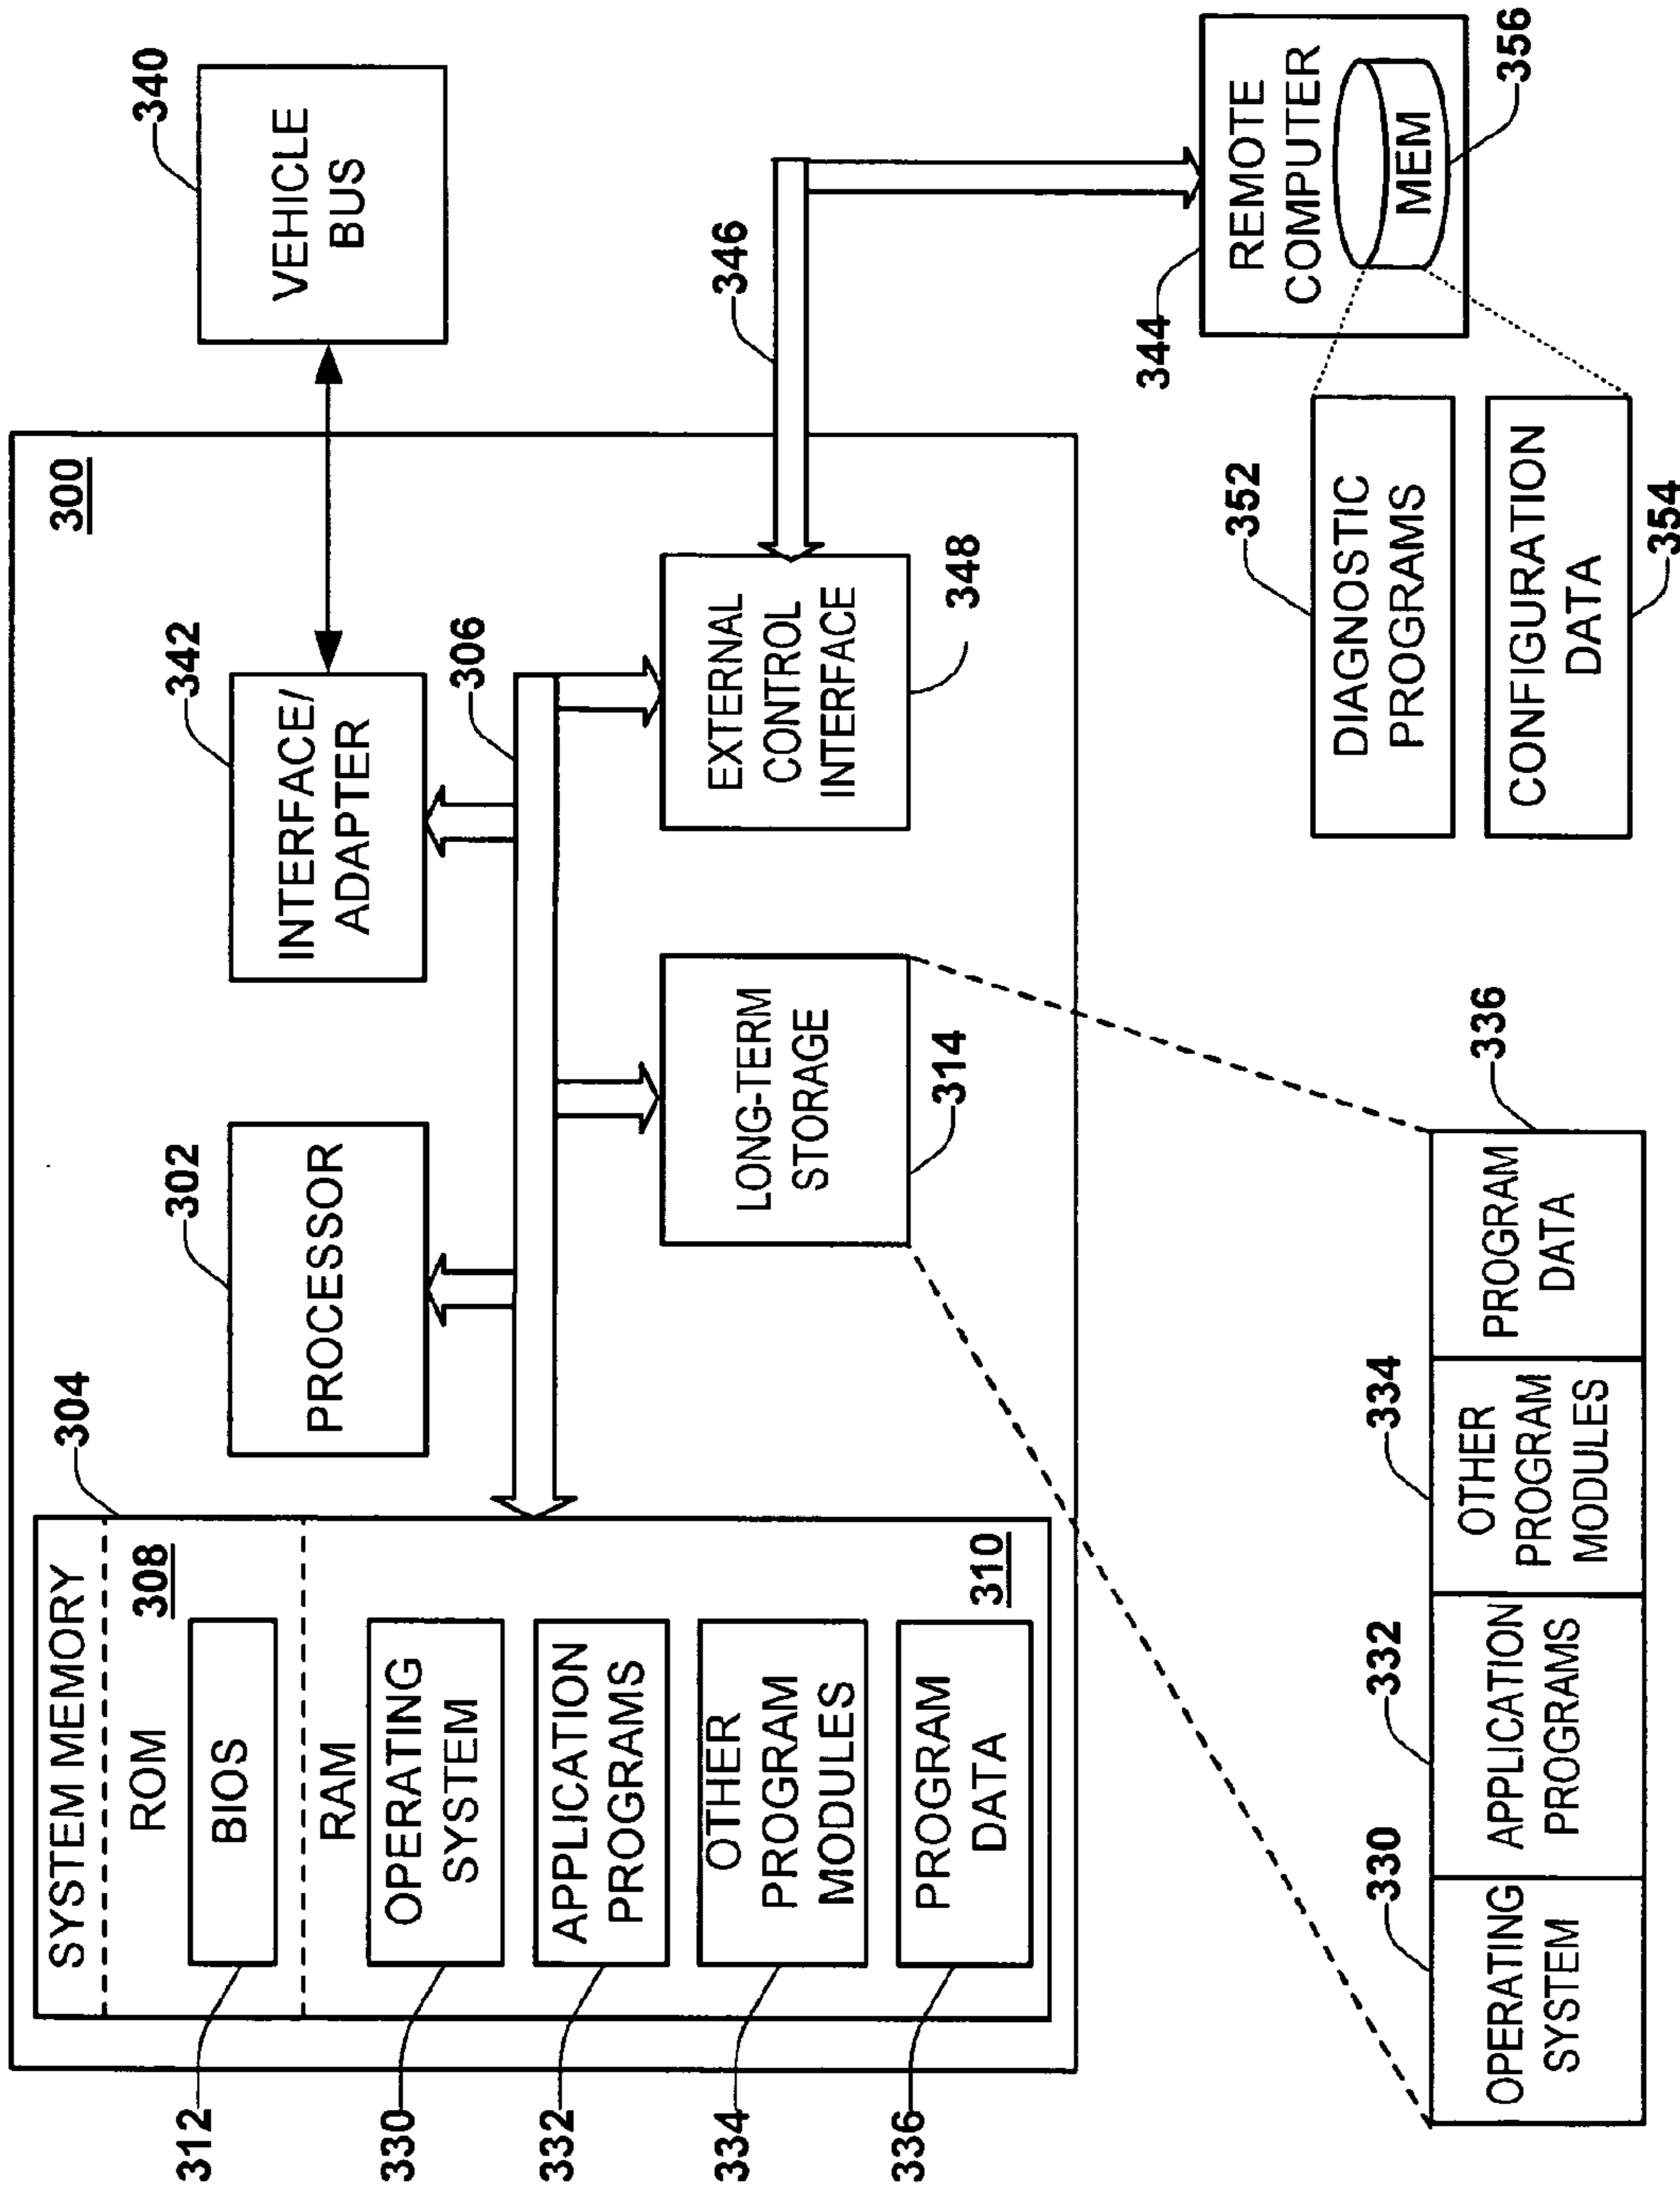 300
304
SYSTEM MEMORY
ROM
308
BIOS
312
RAM
OPERATING
SYSTEM
330
APPLICATION
PROGRAMS
332
OTHER
PROGRAM
MODULES
334
PROGRAM
DATA
336
310
302
PROCESSOR
342
INTERFACE/
ADAPTER
340
VEHICLE
BUS
306
346
LONG-TERM
STORAGE
314
EXTERNAL
CONTROL
INTERFACE
348
344
REMOTE
COMPUTER
MEM
356
352
DIAGNOSTIC
PROGRAMS
CONFIGURATION
DATA
354
330
OPERATING
SYSTEM
332
APPLICATION
PROGRAMS
334
OTHER
PROGRAM
MODULES
336
PROGRAM
DATA